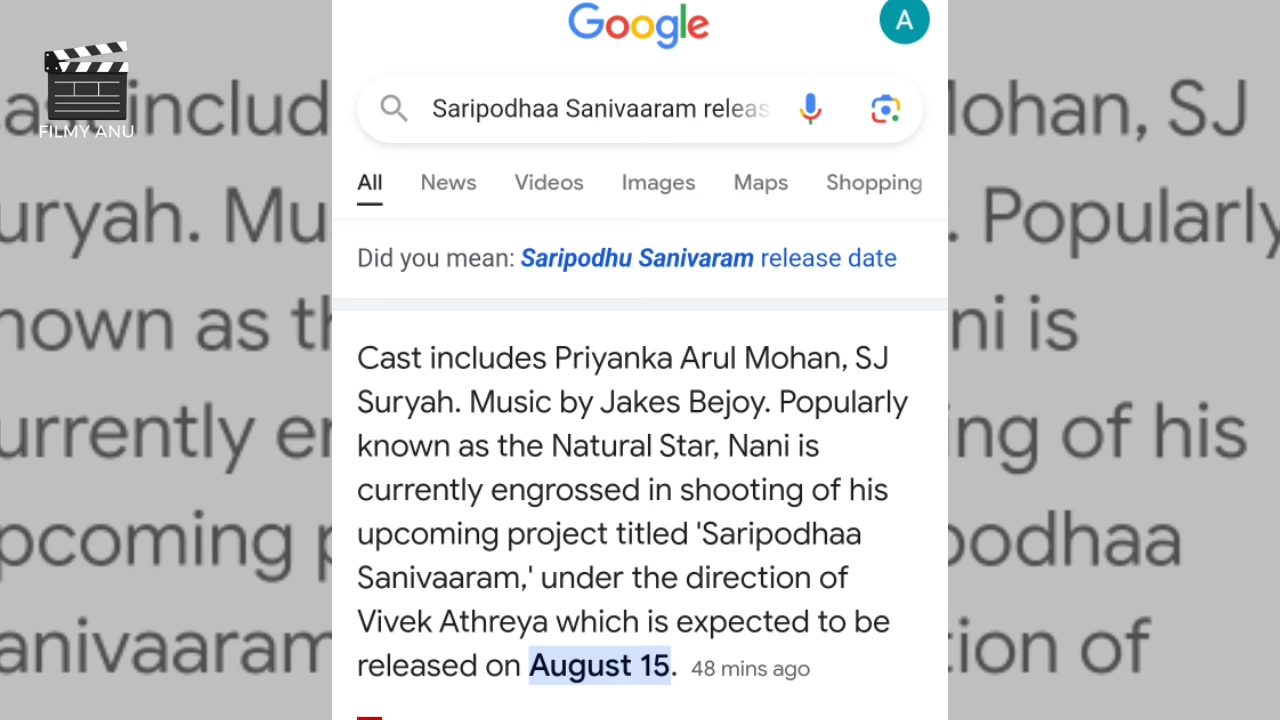 FILMY ANU
Google
A
Saripodhaa Sanivaaram releas
All News Videos Images Maps Shopping
Did you mean: Saripodhu Sanivaram release date
Cast includes Priyanka Arul Mohan, SJ
Suryah. Music by Jakes Bejoy. Popularly
known as the Natural Star, Nani is
currently engrossed in shooting of his
upcoming project titled 'Saripodhaa
Sanivaaram,' under the direction of
Vivek Athreya which is expected to be
released on August 15. 48 mins ago